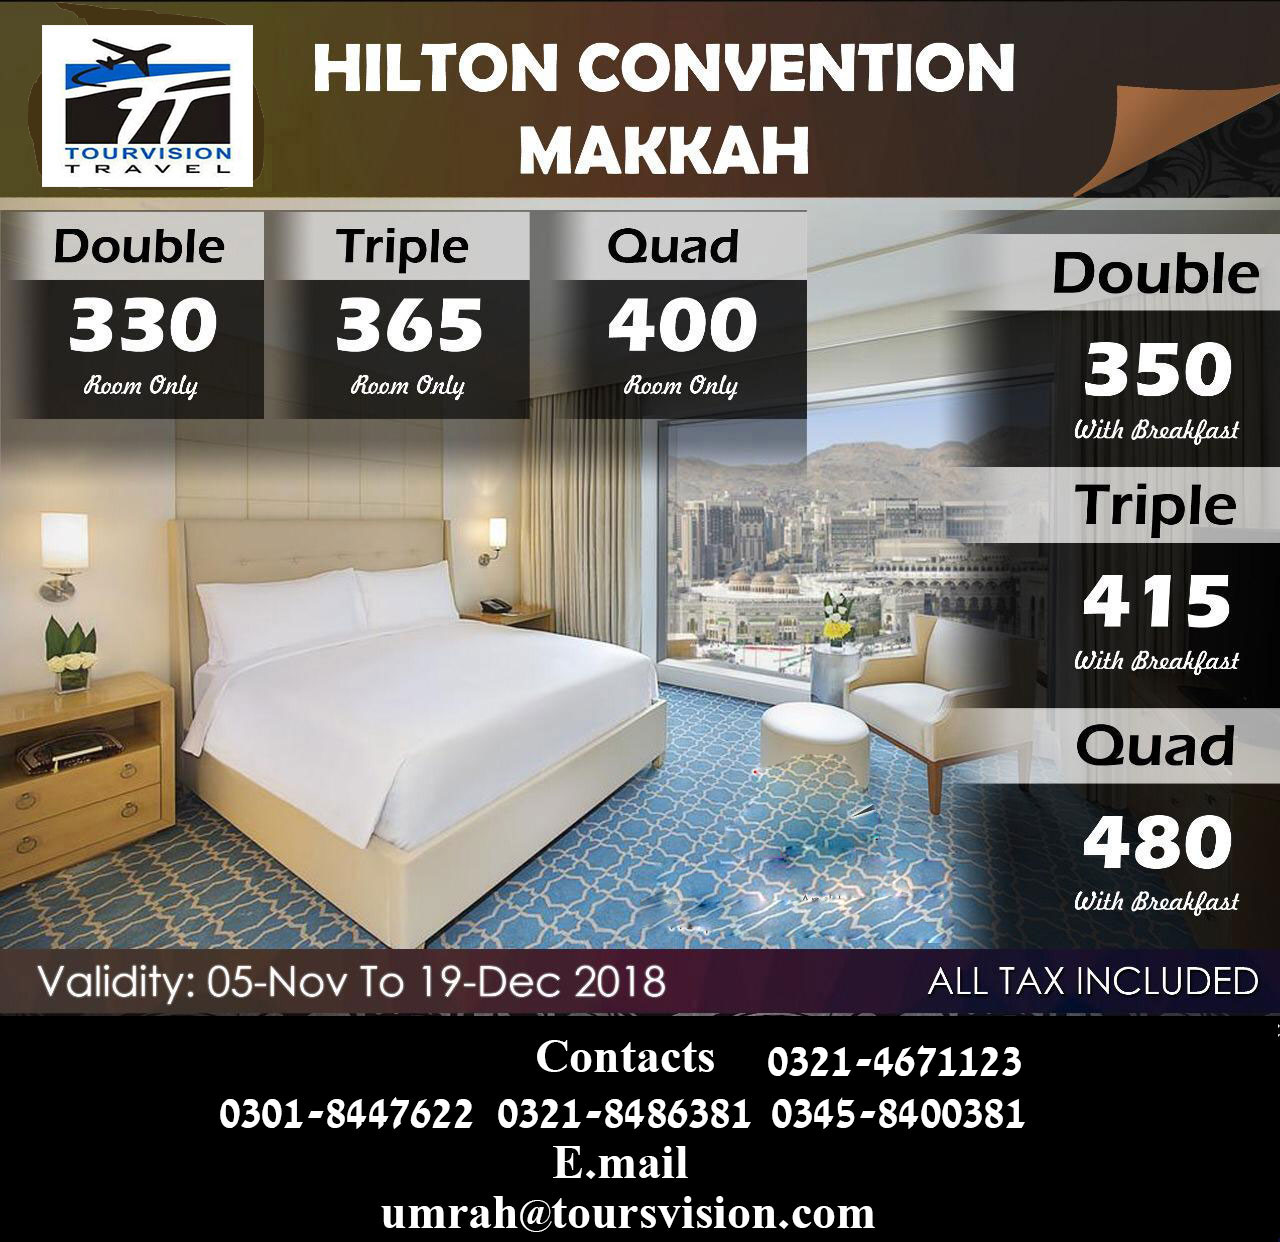 TOURVISION
TRAVEL
HILTON CONVENTION
MAKKAH
Double
330
Room Only
Triple
365
Room Only
Quad
400
Room Only
Double
350
With Breakfast
Triple
415
With Breakfast
Quad
480
With Breakfast
Validity: 05-Nov To 19-Dec 2018
ALL TAX INCLUDED
Contacts 0321-4671123
0301-8447622 0321-8486381 0345-8400381
E.mail
umrah@toursvision.com